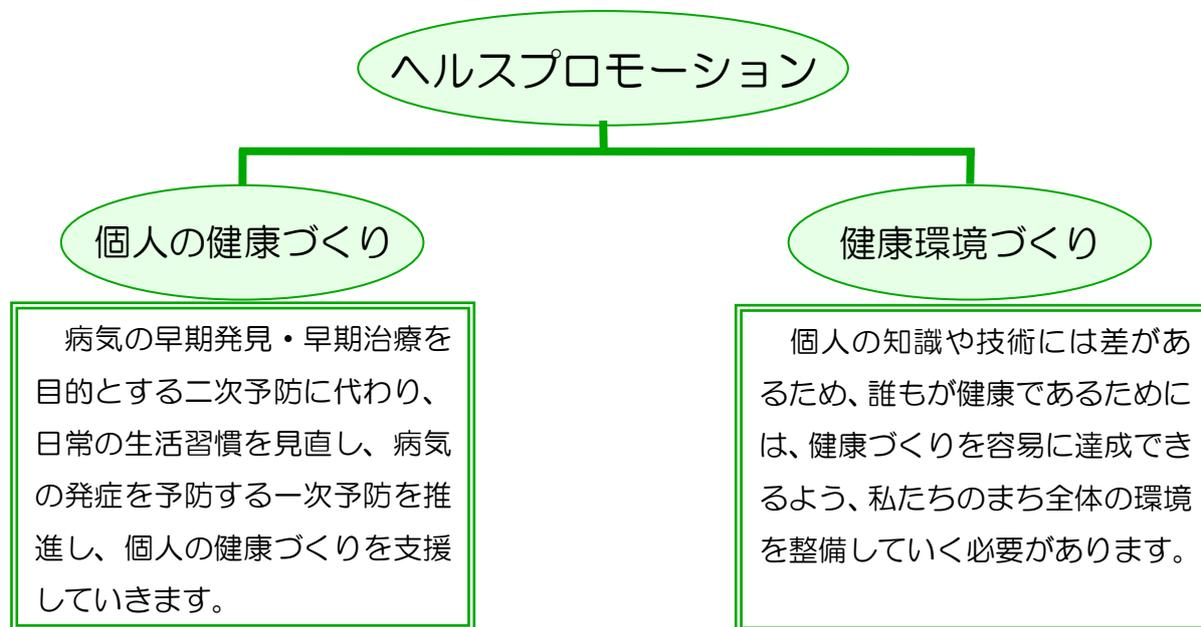 ヘルスプロモーション
個人の健康づくり
病気の早期発見・早期治療を
目的とする二次予防に代わり、
日常の生活習慣を見直し、病気
の発症を予防する一次予防を推
進し、個人の健康づくりを支援
していきます。
健康環境づくり
個人の知識や技術には差があ
るため、誰もが健康であるために
は、健康づくりを容易に達成でき
るよう、私たちのまち全体の環境
を整備していく必要があります。